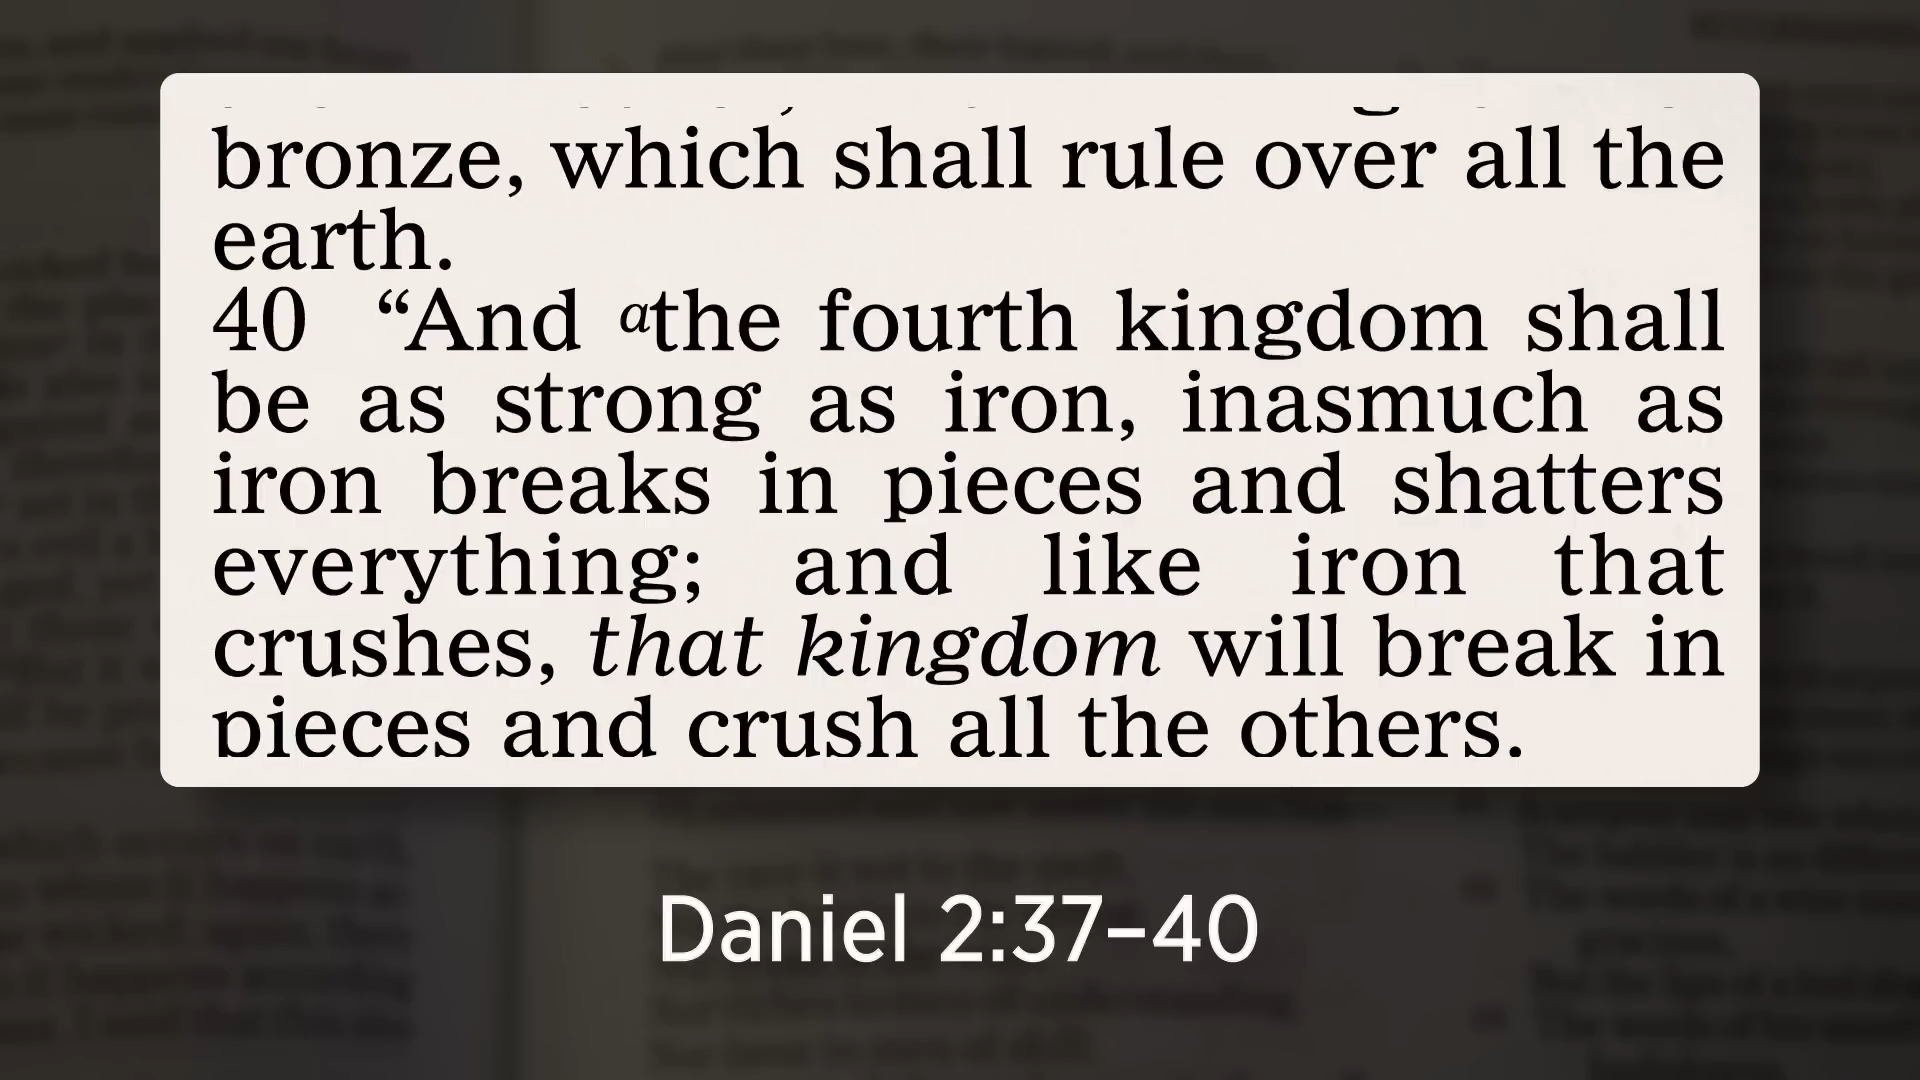 bronze, which shall rule over all the
earth.
40 “And athe fourth kingdom shall
be as strong as iron, inasmuch as
iron breaks in pieces and shatters
everything; and like iron that
crushes, that kingdom will break in
pieces and crush all the others.
Daniel 2:37–40